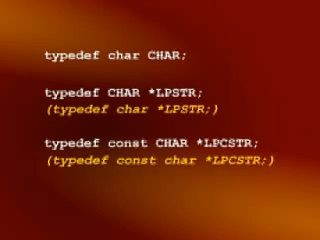 typedef char CHAR;
typedef CHAR *LPSTR;
(typedef char *LPSTR;)
typedef const CHAR *LPCSTR;
(typedef const char *LPCSTR;)